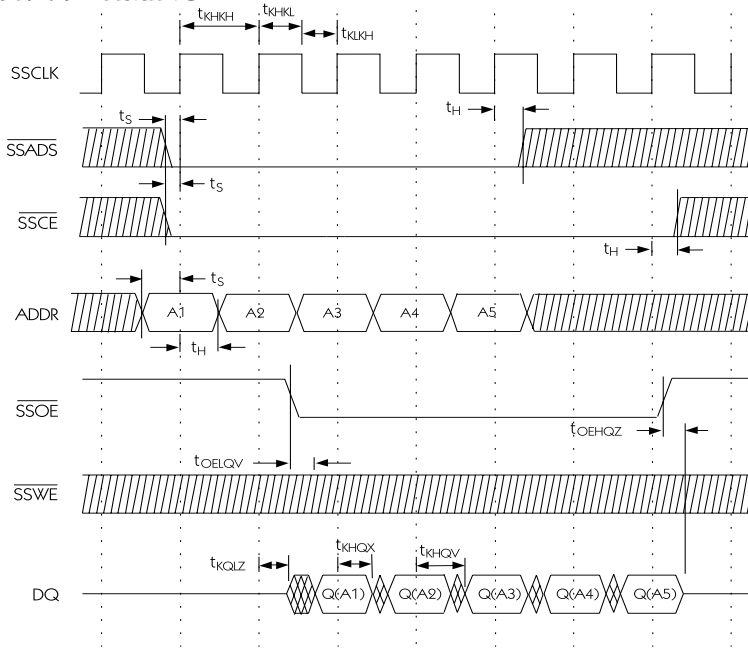 tKHKH tKHKL tKLKH
SSCLK
tS tH
SSADS
tS
SSCE
tH
tS
ADDR A1 A2 A3 A4 A5
tH
SSOE
tOEHQZ
tOELQV
SSWE
tKQLZ tKHQX tKHQV
DQ Q(A1) Q(A2) Q(A3) Q(A4) Q(A5)